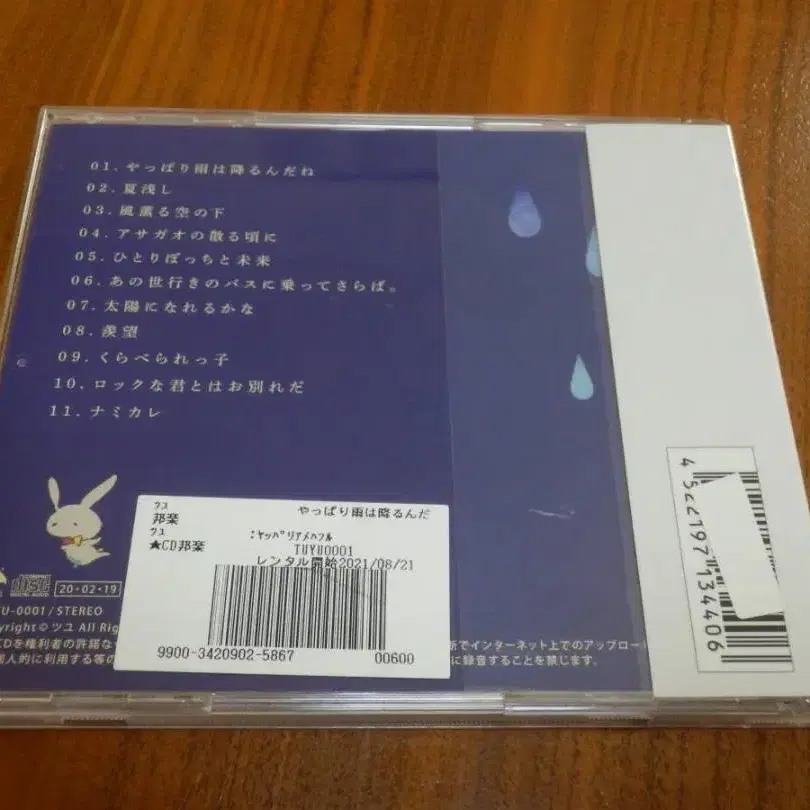 01. やっぱり雨は降るんだね
02. 夏浅し
03. 風薫る空の下
04. アサガオの散る頃に
05. ひとりぼっちと未来
06. あの世行きのバスに乗ってさらば。
07. 太陽になれるかな
08. 羨望
09. くらべられっ子
10. ロックな君とはお別れだ
11. ナミカレ
やっぱり雨は降るんだ
邦楽
★CD邦楽
:ヤッパリアメハフル
TUYU0001
レンタル開始2021/08/21
9900-3420902-5867
00600
COMPACT
DISC
DIGITAL AUDIO
20・02・19
U-0001 / STEREO
pyright © ツユ All Rig
CDを権利者の許諾な
断でインターネット上でのアップロー
個人的に利用する等の
に録音することを禁じます。